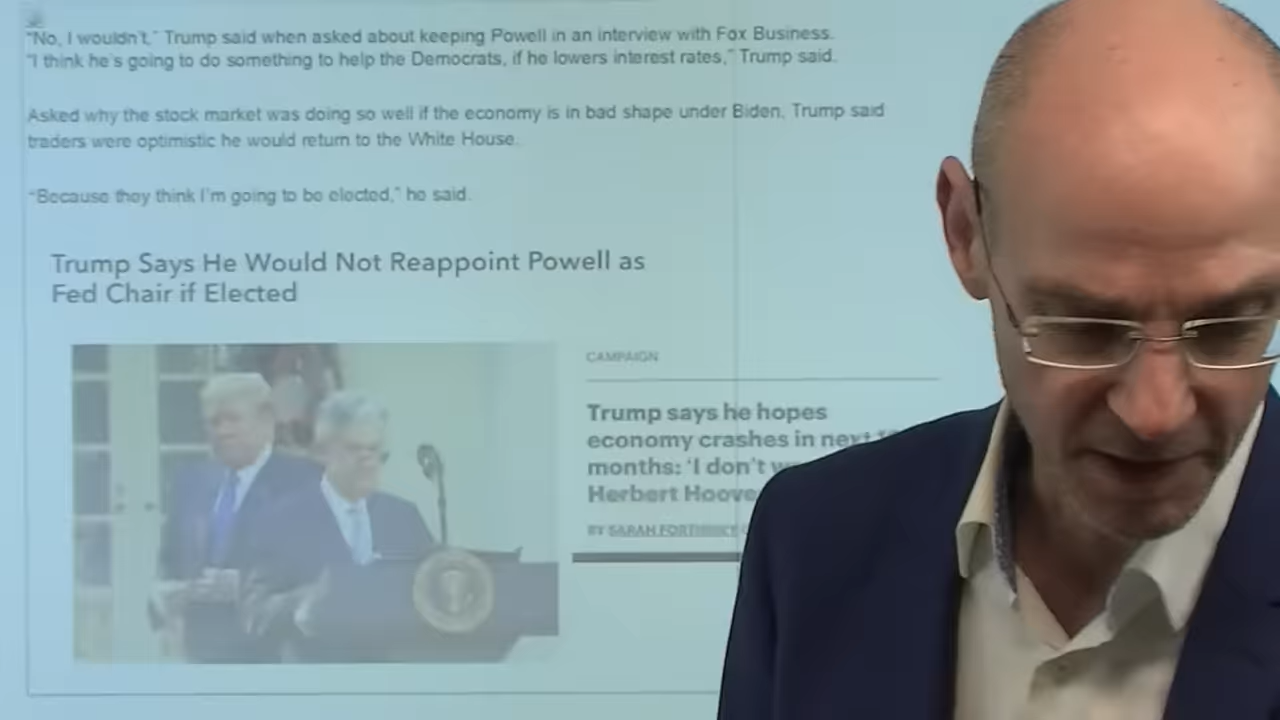 "No, I wouldn't," Trump said when asked about keeping Powell in an interview with Fox Business.
"I think he's going to do something to help the Democrats, if he lowers interest rates," Trump said.
Asked why the stock market was doing so well if the economy is in bad shape under Biden, Trump said
traders were optimistic he would return to the White House.
"Because they think I'm going to be elected," he said.
Trump Says He Would Not Reappoint Powell as
Fed Chair if Elected
CAMPAIGN
Trump says he hopes
economy crashes in next
months: 'I don't
Herbert Hoove
BY SARAH FORTINSKY